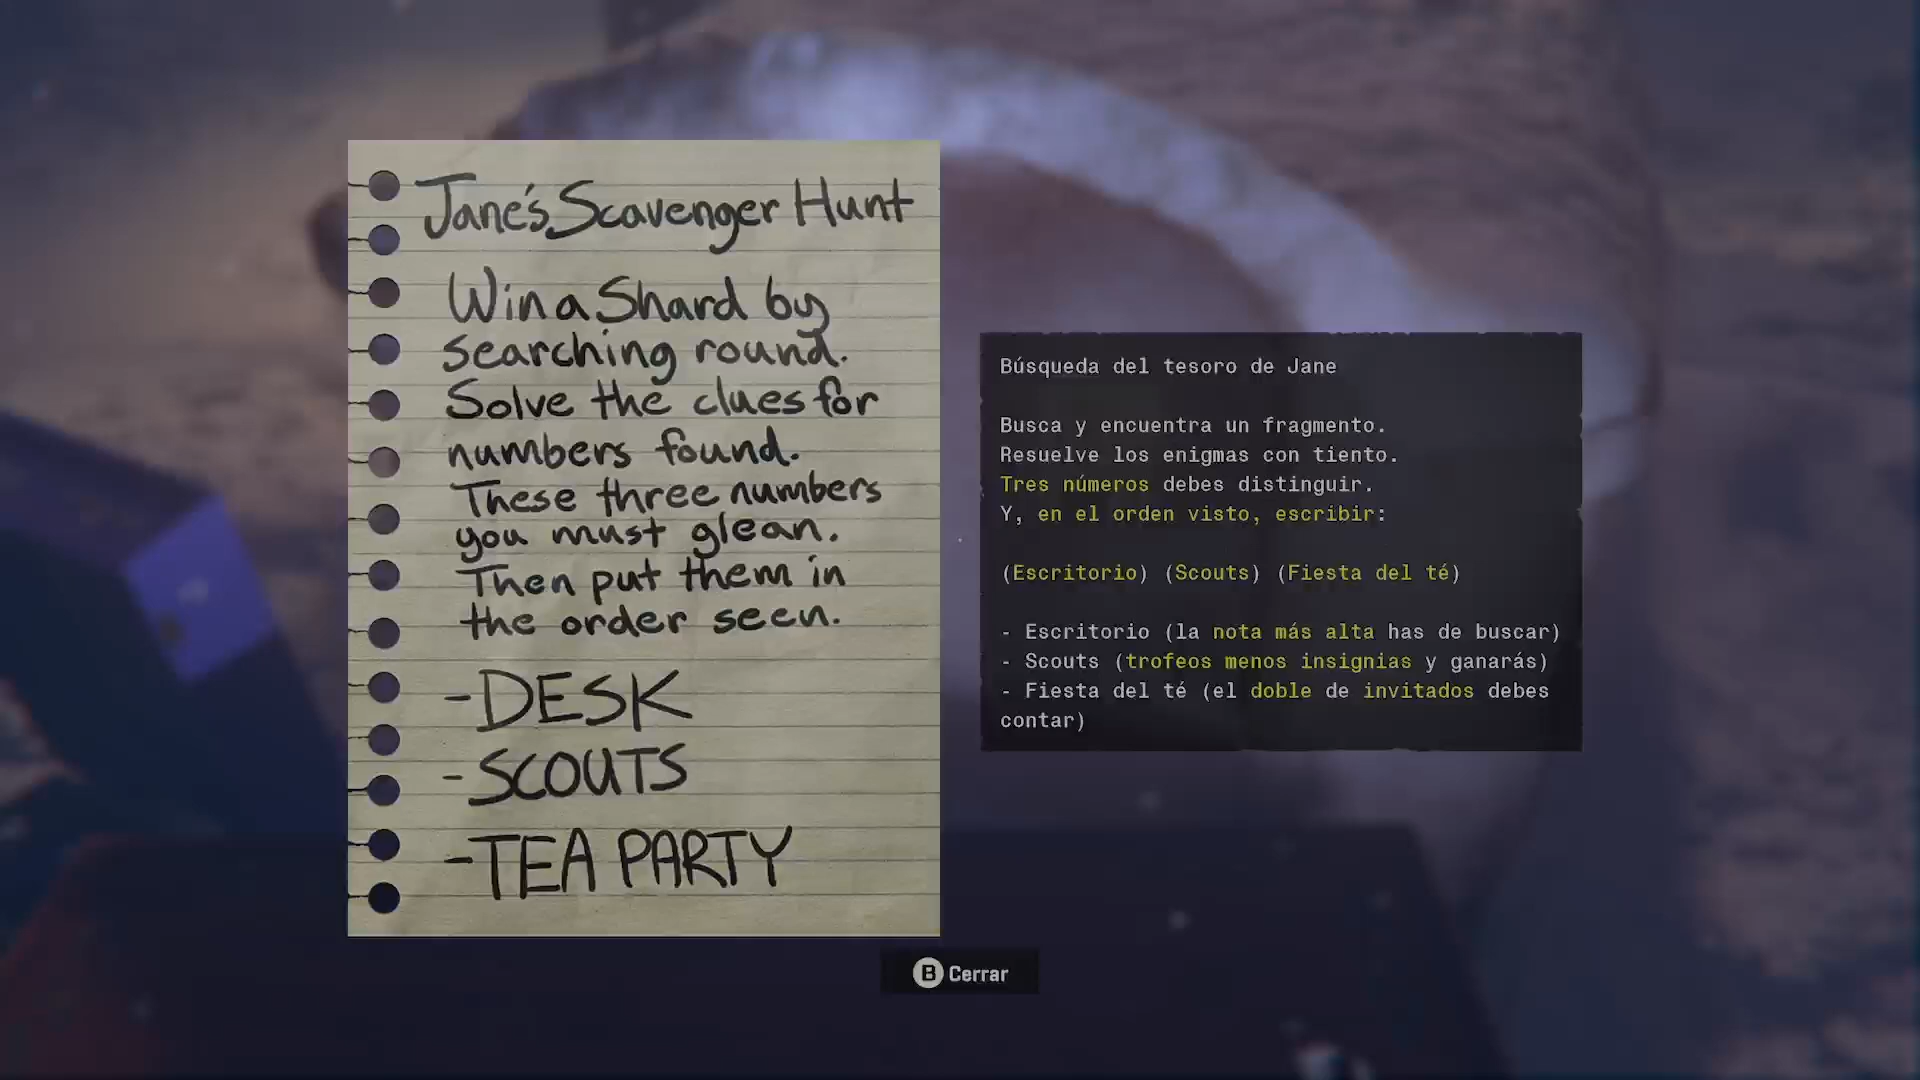 Jane's Scavenger Hunt
Win a Shard by
searching round.
Solve the clues for
numbers found.
These three numbers
you must glean.
Then put them in
the order seen.
-DESK
-SCOUTS
-TEA PARTY
Búsqueda del tesoro de Jane
Busca y encuentra un fragmento.
Resuelve los enigmas con tiento.
Tres números debes distinguir.
Y, en el orden visto, escribir:
(Escritorio) (Scouts) (Fiesta del té)
- Escritorio (la nota más alta has de buscar)
- Scouts (trofeos menos insignias y ganarás)
- Fiesta del té (el doble de invitados debes
contar)
B Cerrar